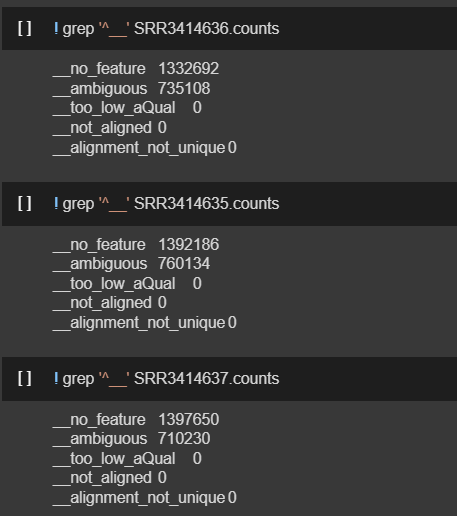 [ ] ! grep '^__' SRR3414636.counts
__no_feature 1332692
__ambiguous 735108
__too_low_aQual 0
__not_aligned 0
__alignment_not_unique 0
[ ] ! grep '^__' SRR3414635.counts
__no_feature 1392186
__ambiguous 760134
__too_low_aQual 0
__not_aligned 0
__alignment_not_unique 0
[ ] ! grep '^__' SRR3414637.counts
__no_feature 1397650
__ambiguous 710230
__too_low_aQual 0
__not_aligned 0
__alignment_not_unique 0